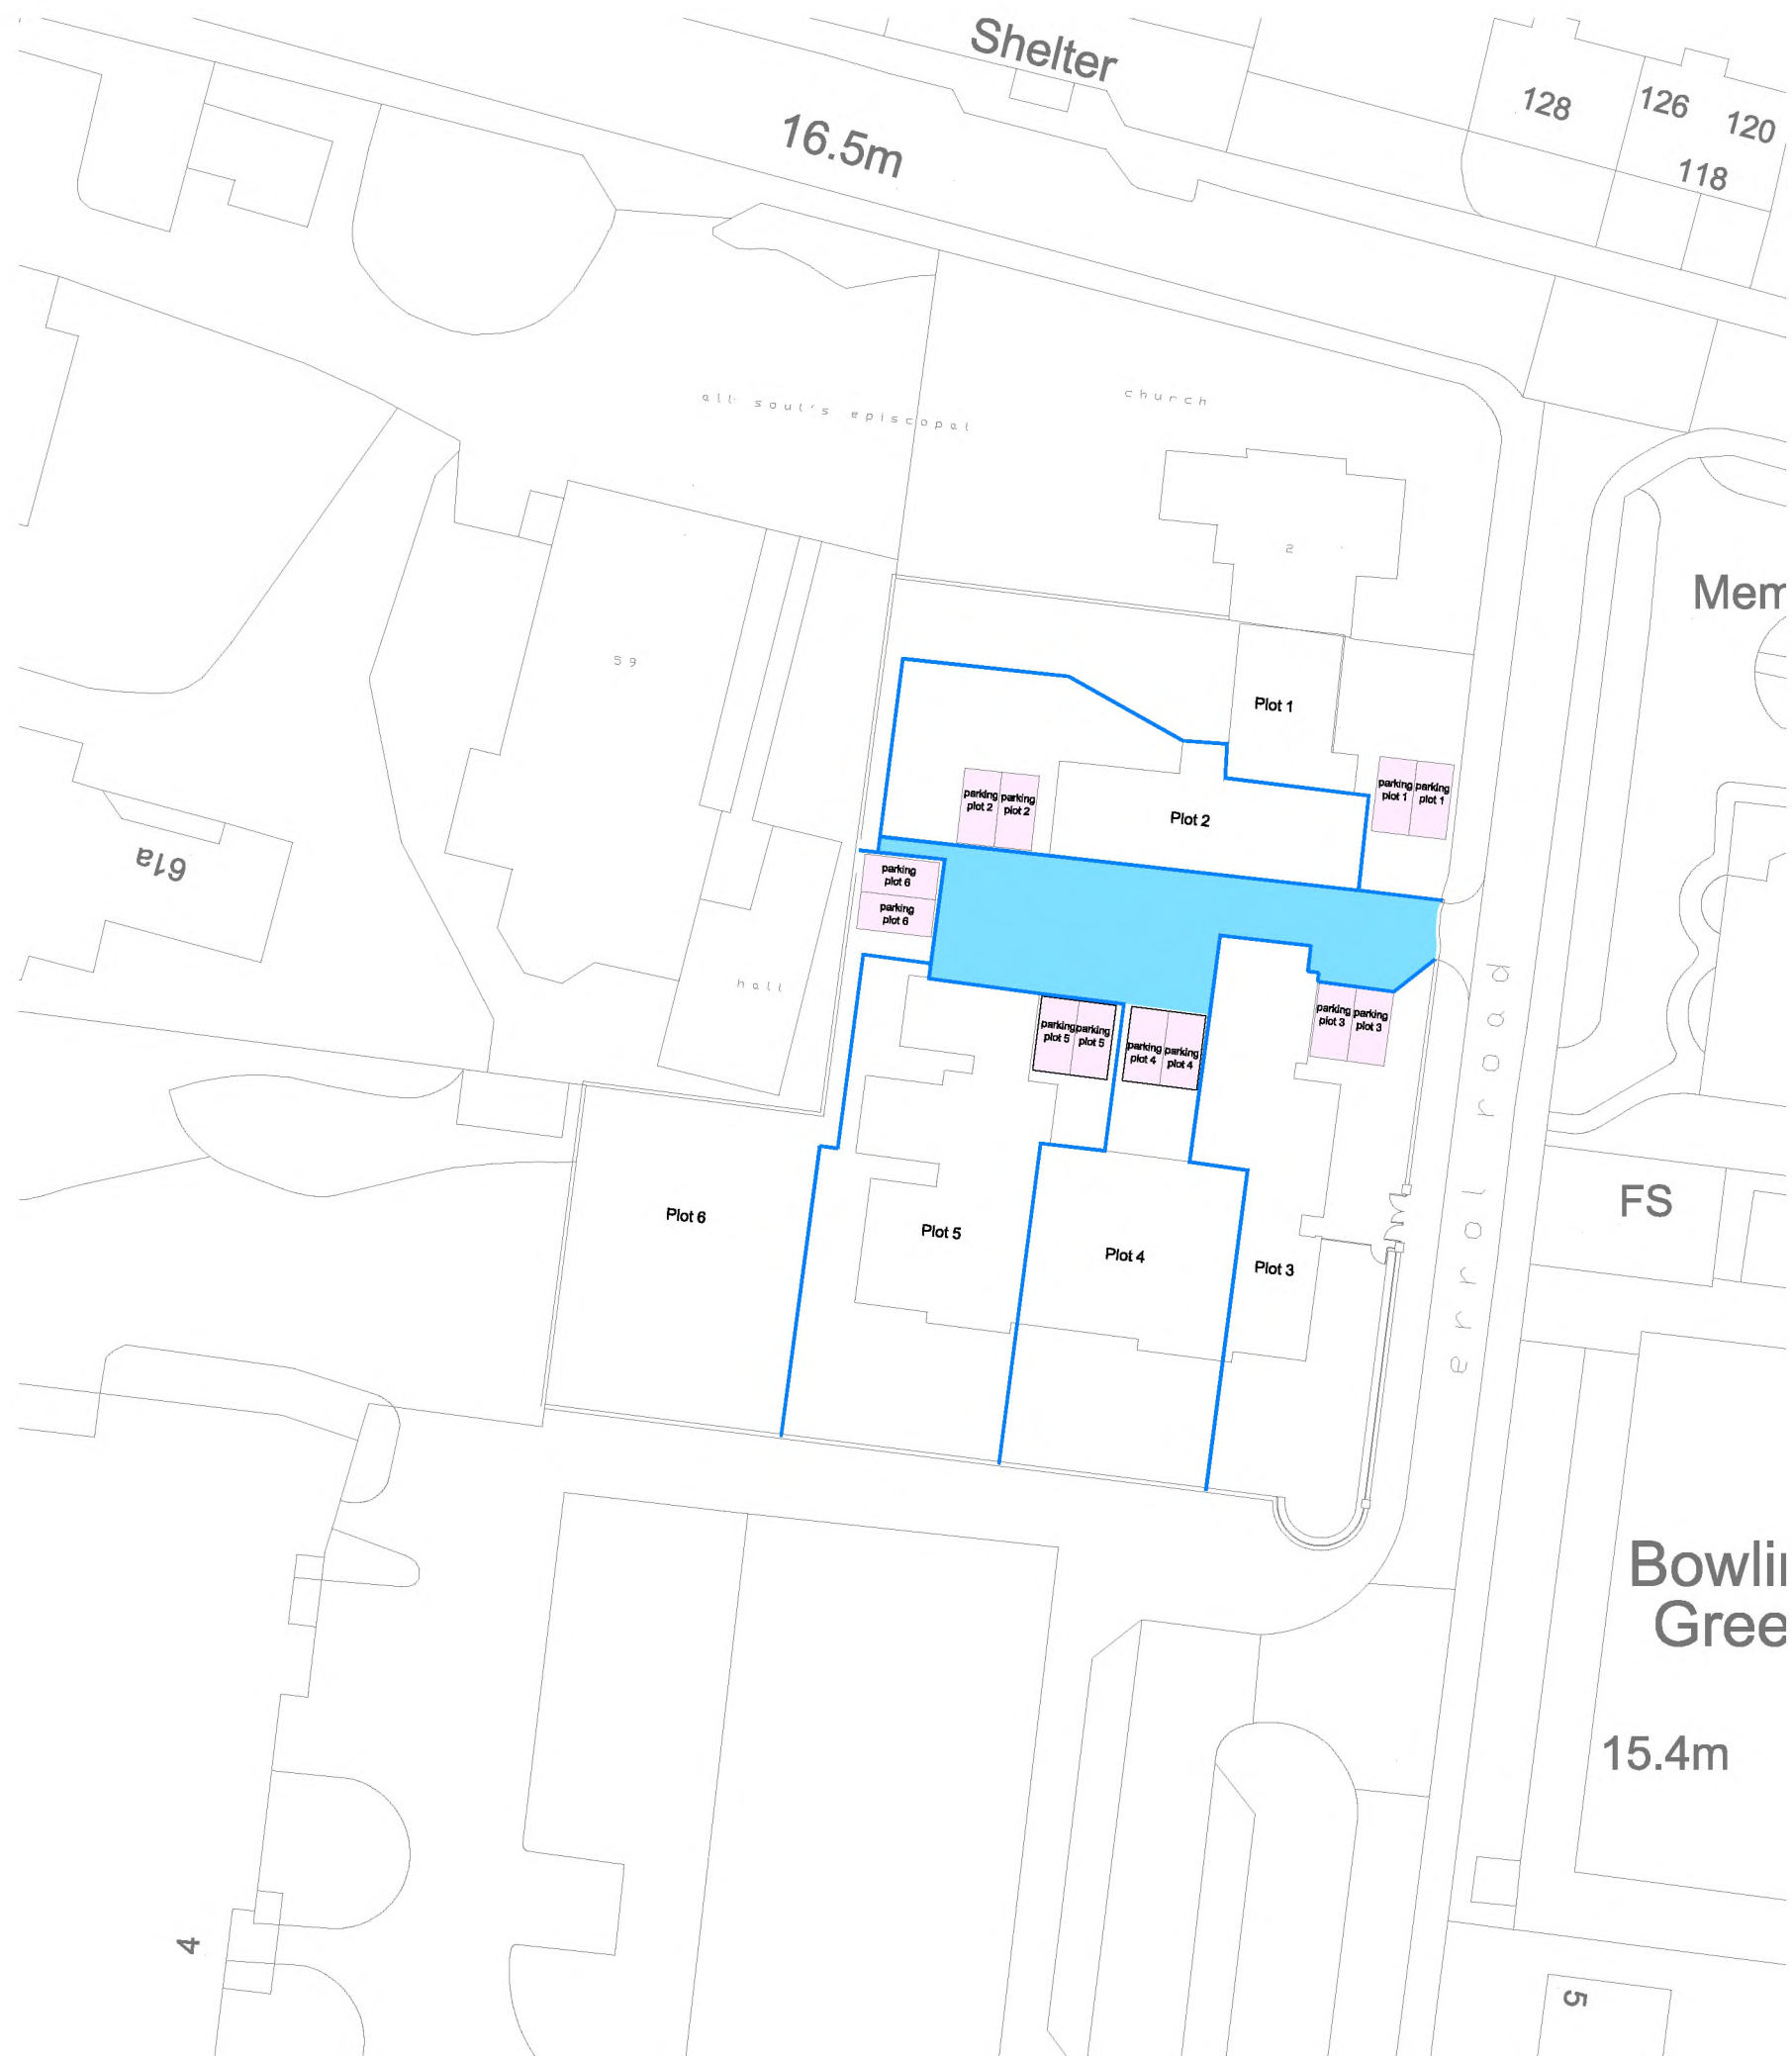 Shelter
16.5m
128
126
120
118
all soul's episcopal
church
2
Mem
59
Plot 1
parking
plot 1
parking
plot 1
parking
plot 2
parking
plot 2
Plot 2
61a
parking
plot 6
parking
plot 6
hall
parking
plot 5
parking
plot 5
parking
plot 4
parking
plot 4
parking
plot 3
parking
plot 3
errol road
FS
Plot 6
Plot 5
Plot 4
Plot 3
Bowlin
Gree
15.4m
4
5